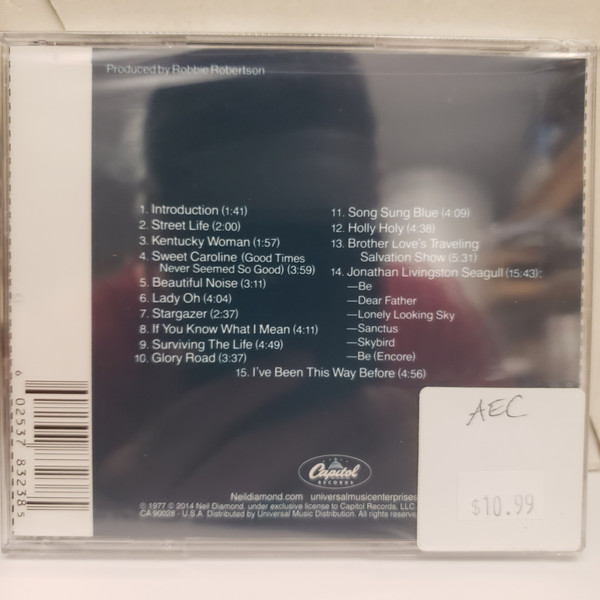 Produced by Robbie Robertson
1. Introduction (1:41)
2. Street Life (2:00)
3. Kentucky Woman (1:57)
4. Sweet Caroline (Good Times
Never Seemed So Good) (3:59)
5. Beautiful Noise (3:11)
6. Lady Oh (4:04)
7. Stargazer (2:37)
8. If You Know What I Mean (4:11)
9. Surviving The Life (4:49)
10. Glory Road (3:37)
11. Song Sung Blue (4:09)
12. Holly Holy (4:38)
13. Brother Love's Traveling
Salvation Show (5:31)
14. Jonathan Livingston Seagull (15:43):
—Be
—Dear Father
—Lonely Looking Sky
—Sanctus
—Skybird
—Be (Encore)
15. I've Been This Way Before (4:56)
6 02537 83238 5
Capitol
RECORDS
Neildiamond.com universalmusicenterprises
© 1977 ℗ 2014 Neil Diamond, under exclusive license to Capitol Records, LLC
CA 90028 - U.S.A. Distributed by Universal Music Distribution. All rights reserve
AEC
$10.99